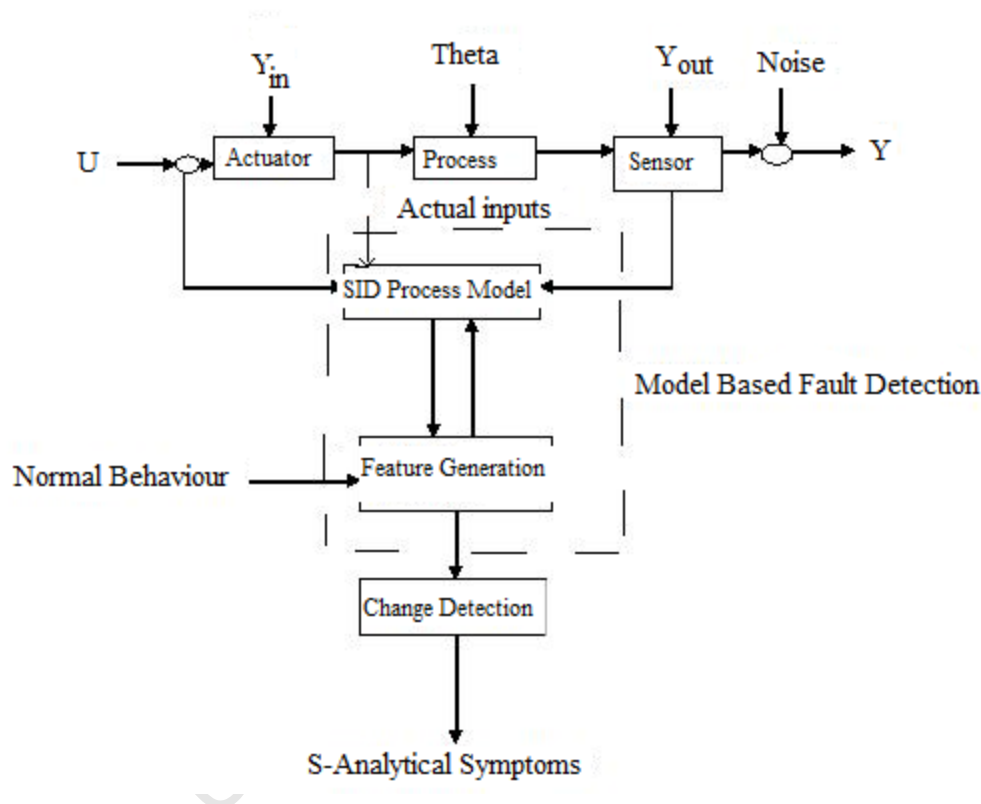 Theta
Y_in
Y_out
Noise
U
Actuator
Process
Sensor
Y
Actual inputs
SID Process Model
Model Based Fault Detection
Normal Behaviour
Feature Generation
Change Detection
S-Analytical Symptoms